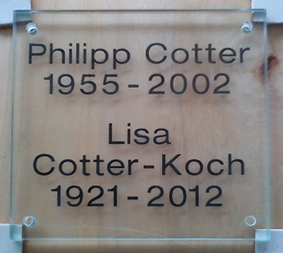 Philipp Cotter
1955 - 2002
Lisa
Cotter-Koch
1921 - 2012